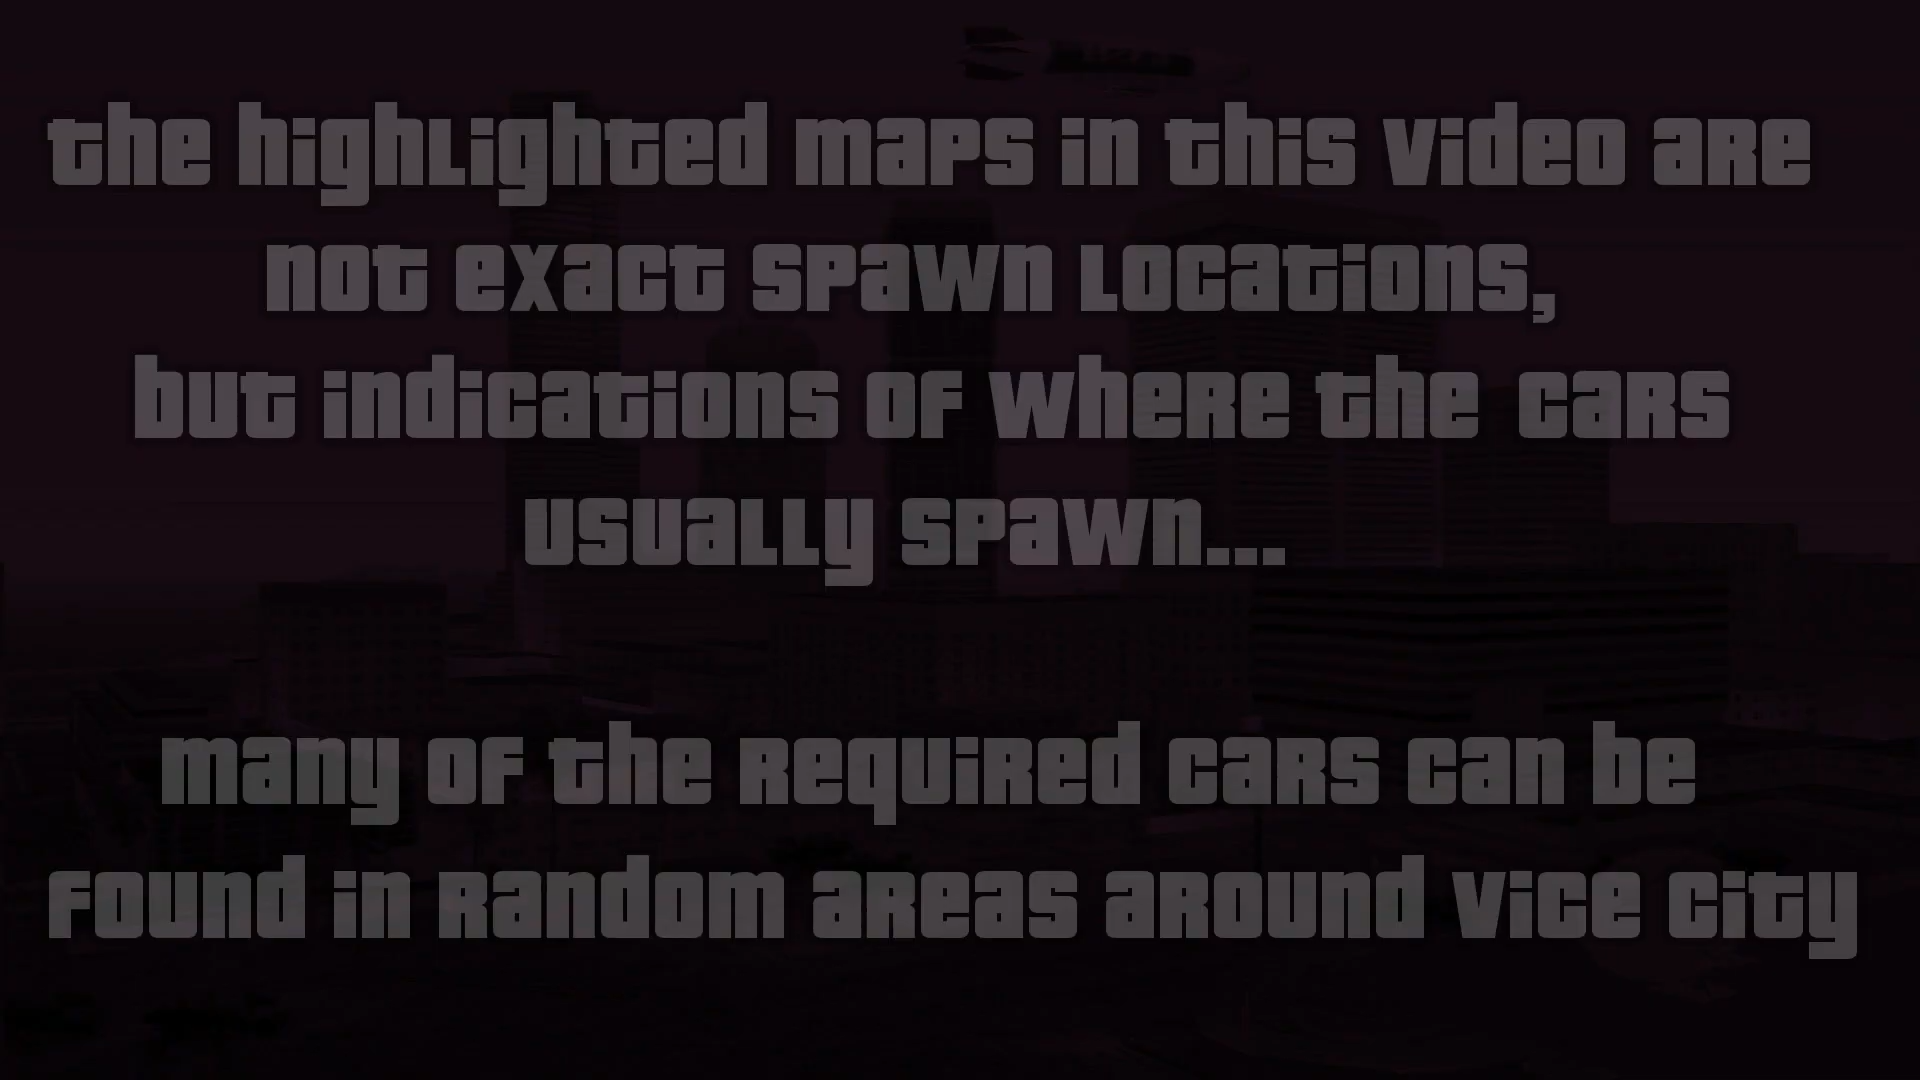 the highlighted maps in this video are
not exact spawn locations,
but indications of where the cars
usually spawn...
many of the required cars can be
found in random areas around vice city